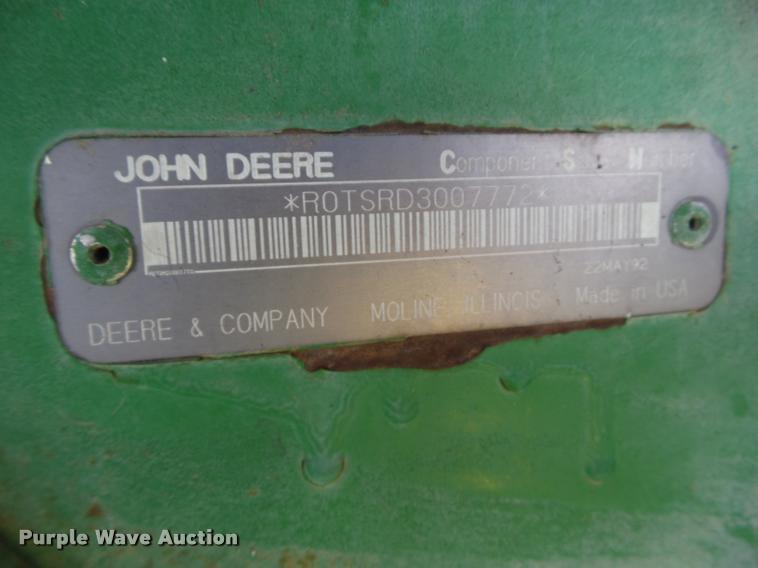 JOHN DEERE Component Serial Number
*R0TSRD3007772*
22MAY92
DEERE & COMPANY MOLINE ILLINOIS Made in USA
Purple Wave Auction